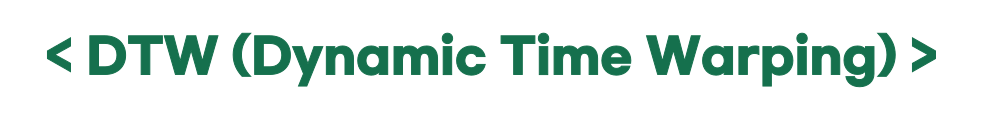 < DTW (Dynamic Time Warping) >